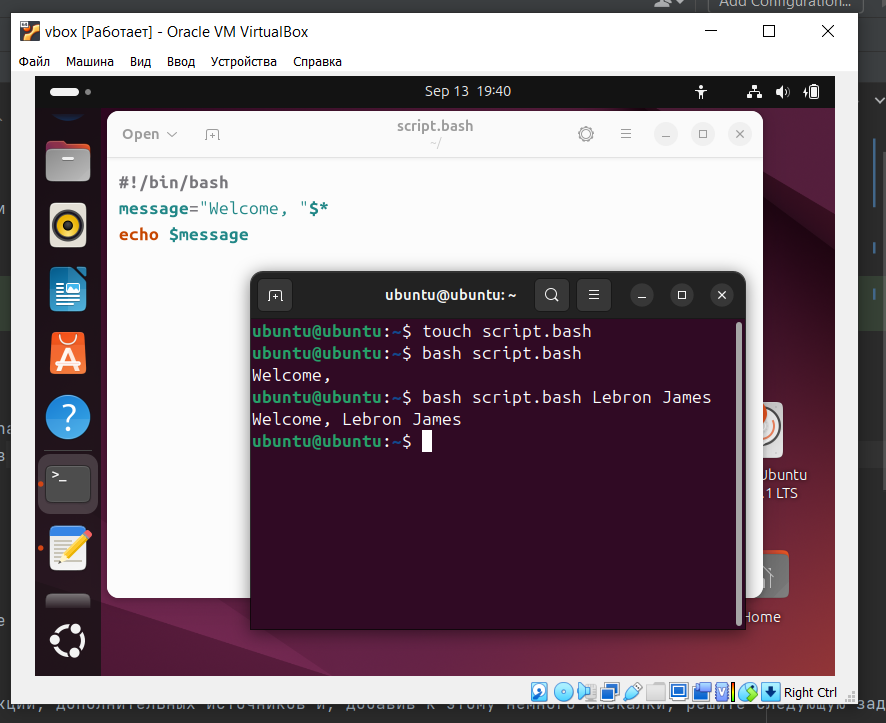 Add Configuration...
vbox [Работает] - Oracle VM VirtualBox
Файл Машина Вид Ввод Устройства Справка
Sep 13 19:40
Open script.bash
~/
#!/bin/bash
message="Welcome, "$*
echo $message
ubuntu@ubuntu: ~
ubuntu@ubuntu:~$ touch script.bash
ubuntu@ubuntu:~$ bash script.bash
Welcome,
ubuntu@ubuntu:~$ bash script.bash Lebron James
Welcome, Lebron James
ubuntu@ubuntu:~$
Ubuntu
.1 LTS
Home
Right Ctrl
дополнительных источников и, добавив к этому немного смекалки, решите следующую зад